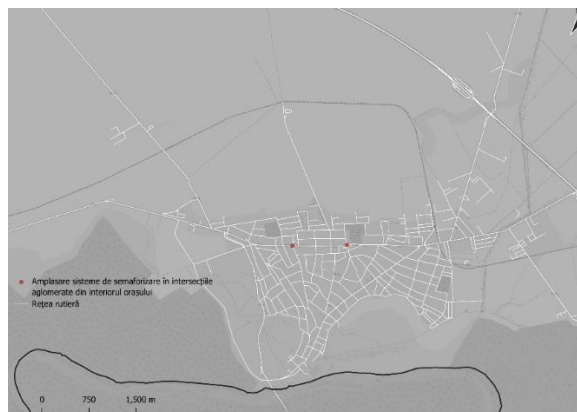 Amplasare sisteme de semaforizare în intersecțiile
aglomerate din interiorul orașului
Rețea rutieră
0 750 1,500 m